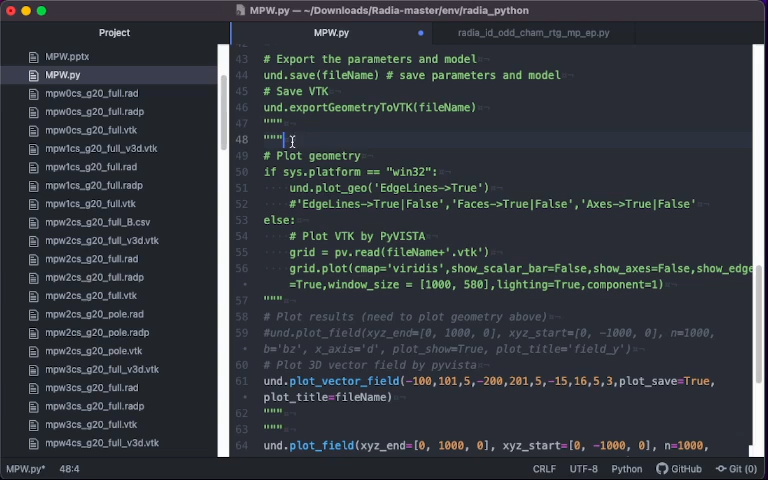 MPW.py — ~/Downloads/Radia-master/env/radia_python
Project
MPW.py
radia_id_odd_cham_rtg_mp_ep.py
MPW.pptx
MPW.py
mpw0cs_g20_full.rad
mpw0cs_g20_full.radp
mpw0cs_g20_full.vtk
mpw1cs_g20_full_v3d.vtk
mpw1cs_g20_full.rad
mpw1cs_g20_full.radp
mpw1cs_g20_full.vtk
mpw2cs_g20_full_B.csv
mpw2cs_g20_full_v3d.vtk
mpw2cs_g20_full.rad
mpw2cs_g20_full.radp
mpw2cs_g20_full.vtk
mpw2cs_g20_pole.rad
mpw2cs_g20_pole.radp
mpw2cs_g20_pole.vtk
mpw3cs_g20_full_v3d.vtk
mpw3cs_g20_full.rad
mpw3cs_g20_full.radp
mpw3cs_g20_full.vtk
mpw4cs_g20_full_v3d.vtk
43 # Export the parameters and model
44 und.save(fileName) # save parameters and model
45 # Save VTK
46 und.exportGeometryToVTK(fileName)
47 """
48 """
49 # Plot geometry
50 if sys.platform == "win32":
51 und.plot_geo('EdgeLines->True')
52 #'EdgeLines->True|False','Faces->True|False','Axes->True|False'
53 else:
54 # Plot VTK by PyVISTA
55 grid = pv.read(fileName+'.vtk')
56 grid.plot(cmap='viridis',show_scalar_bar=False,show_axes=False,show_edge
• =True,window_size = [1000, 580],lighting=True,component=1)
57 """
58 # Plot results (need to plot geometry above)
59 #und.plot_field(xyz_end=[0, 1000, 0], xyz_start=[0, -1000, 0], n=1000,
• b='bz', x_axis='d', plot_show=True, plot_title='field_y')
60 # Plot 3D vector field by pyvista
61 und.plot_vector_field(-100,101,5,-200,201,5,-15,16,5,3,plot_save=True,
• plot_title=fileName)
62 """
63 """
64 und.plot_field(xyz_end=[0, 1000, 0], xyz_start=[0, -1000, 0], n=1000,
MPW.py* 48:4 CRLF UTF-8 Python GitHub Git (0)